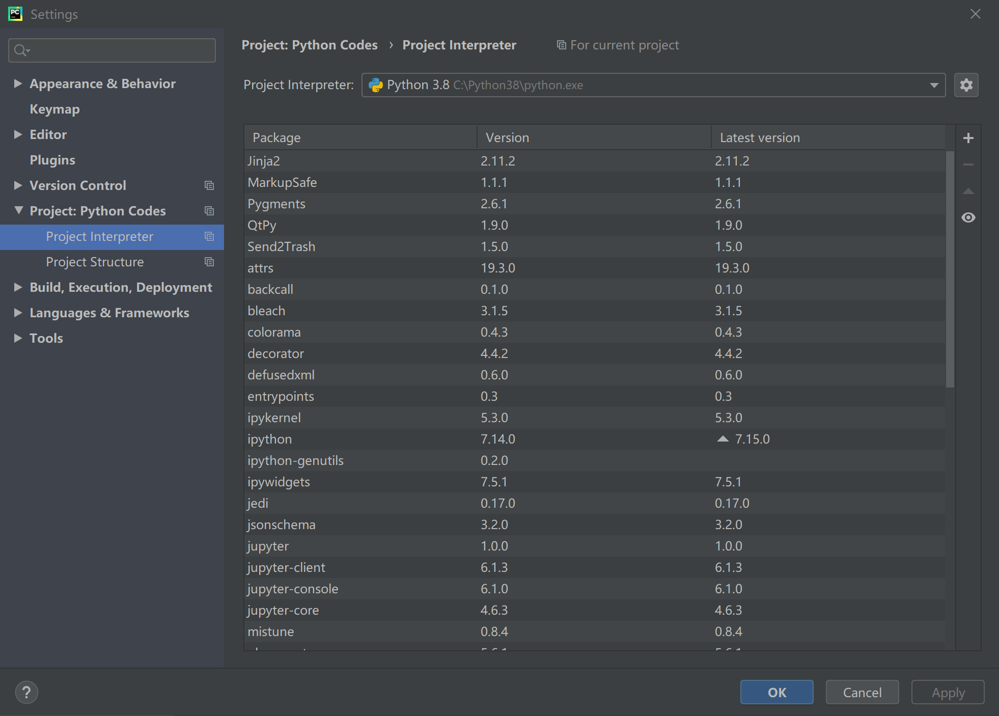 PC Settings
Project: Python Codes › Project Interpreter For current project
Project Interpreter: Python 3.8 C:\Python38\python.exe
Appearance & Behavior
Keymap
Editor
Plugins
Version Control
Project: Python Codes
Project Interpreter
Project Structure
Build, Execution, Deployment
Languages & Frameworks
Tools
Package Version Latest version
Jinja2 2.11.2 2.11.2
MarkupSafe 1.1.1 1.1.1
Pygments 2.6.1 2.6.1
QtPy 1.9.0 1.9.0
Send2Trash 1.5.0 1.5.0
attrs 19.3.0 19.3.0
backcall 0.1.0 0.1.0
bleach 3.1.5 3.1.5
colorama 0.4.3 0.4.3
decorator 4.4.2 4.4.2
defusedxml 0.6.0 0.6.0
entrypoints 0.3 0.3
ipykernel 5.3.0 5.3.0
ipython 7.14.0 7.15.0
ipython-genutils 0.2.0
ipywidgets 7.5.1 7.5.1
jedi 0.17.0 0.17.0
jsonschema 3.2.0 3.2.0
jupyter 1.0.0 1.0.0
jupyter-client 6.1.3 6.1.3
jupyter-console 6.1.0 6.1.0
jupyter-core 4.6.3 4.6.3
mistune 0.8.4 0.8.4
? OK Cancel Apply